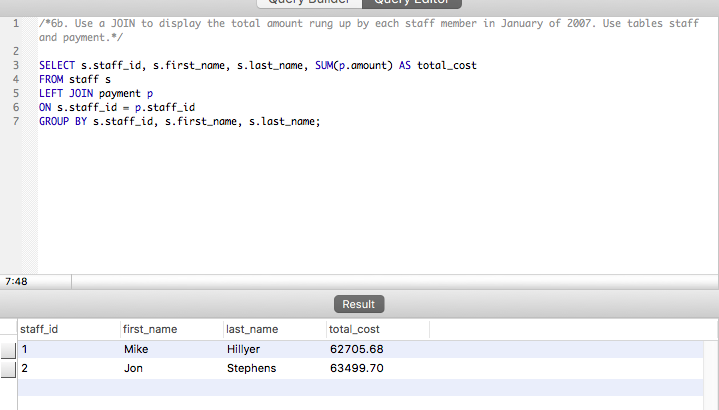 Query Builder Query Editor
1 /*6b. Use a JOIN to display the total amount rung up by each staff member in January of 2007. Use tables staff
and payment.*/
2
3 SELECT s.staff_id, s.first_name, s.last_name, SUM(p.amount) AS total_cost
4 FROM staff s
5 LEFT JOIN payment p
6 ON s.staff_id = p.staff_id
7 GROUP BY s.staff_id, s.first_name, s.last_name;
7:48
Result
staff_id first_name last_name total_cost
1 Mike Hillyer 62705.68
2 Jon Stephens 63499.70